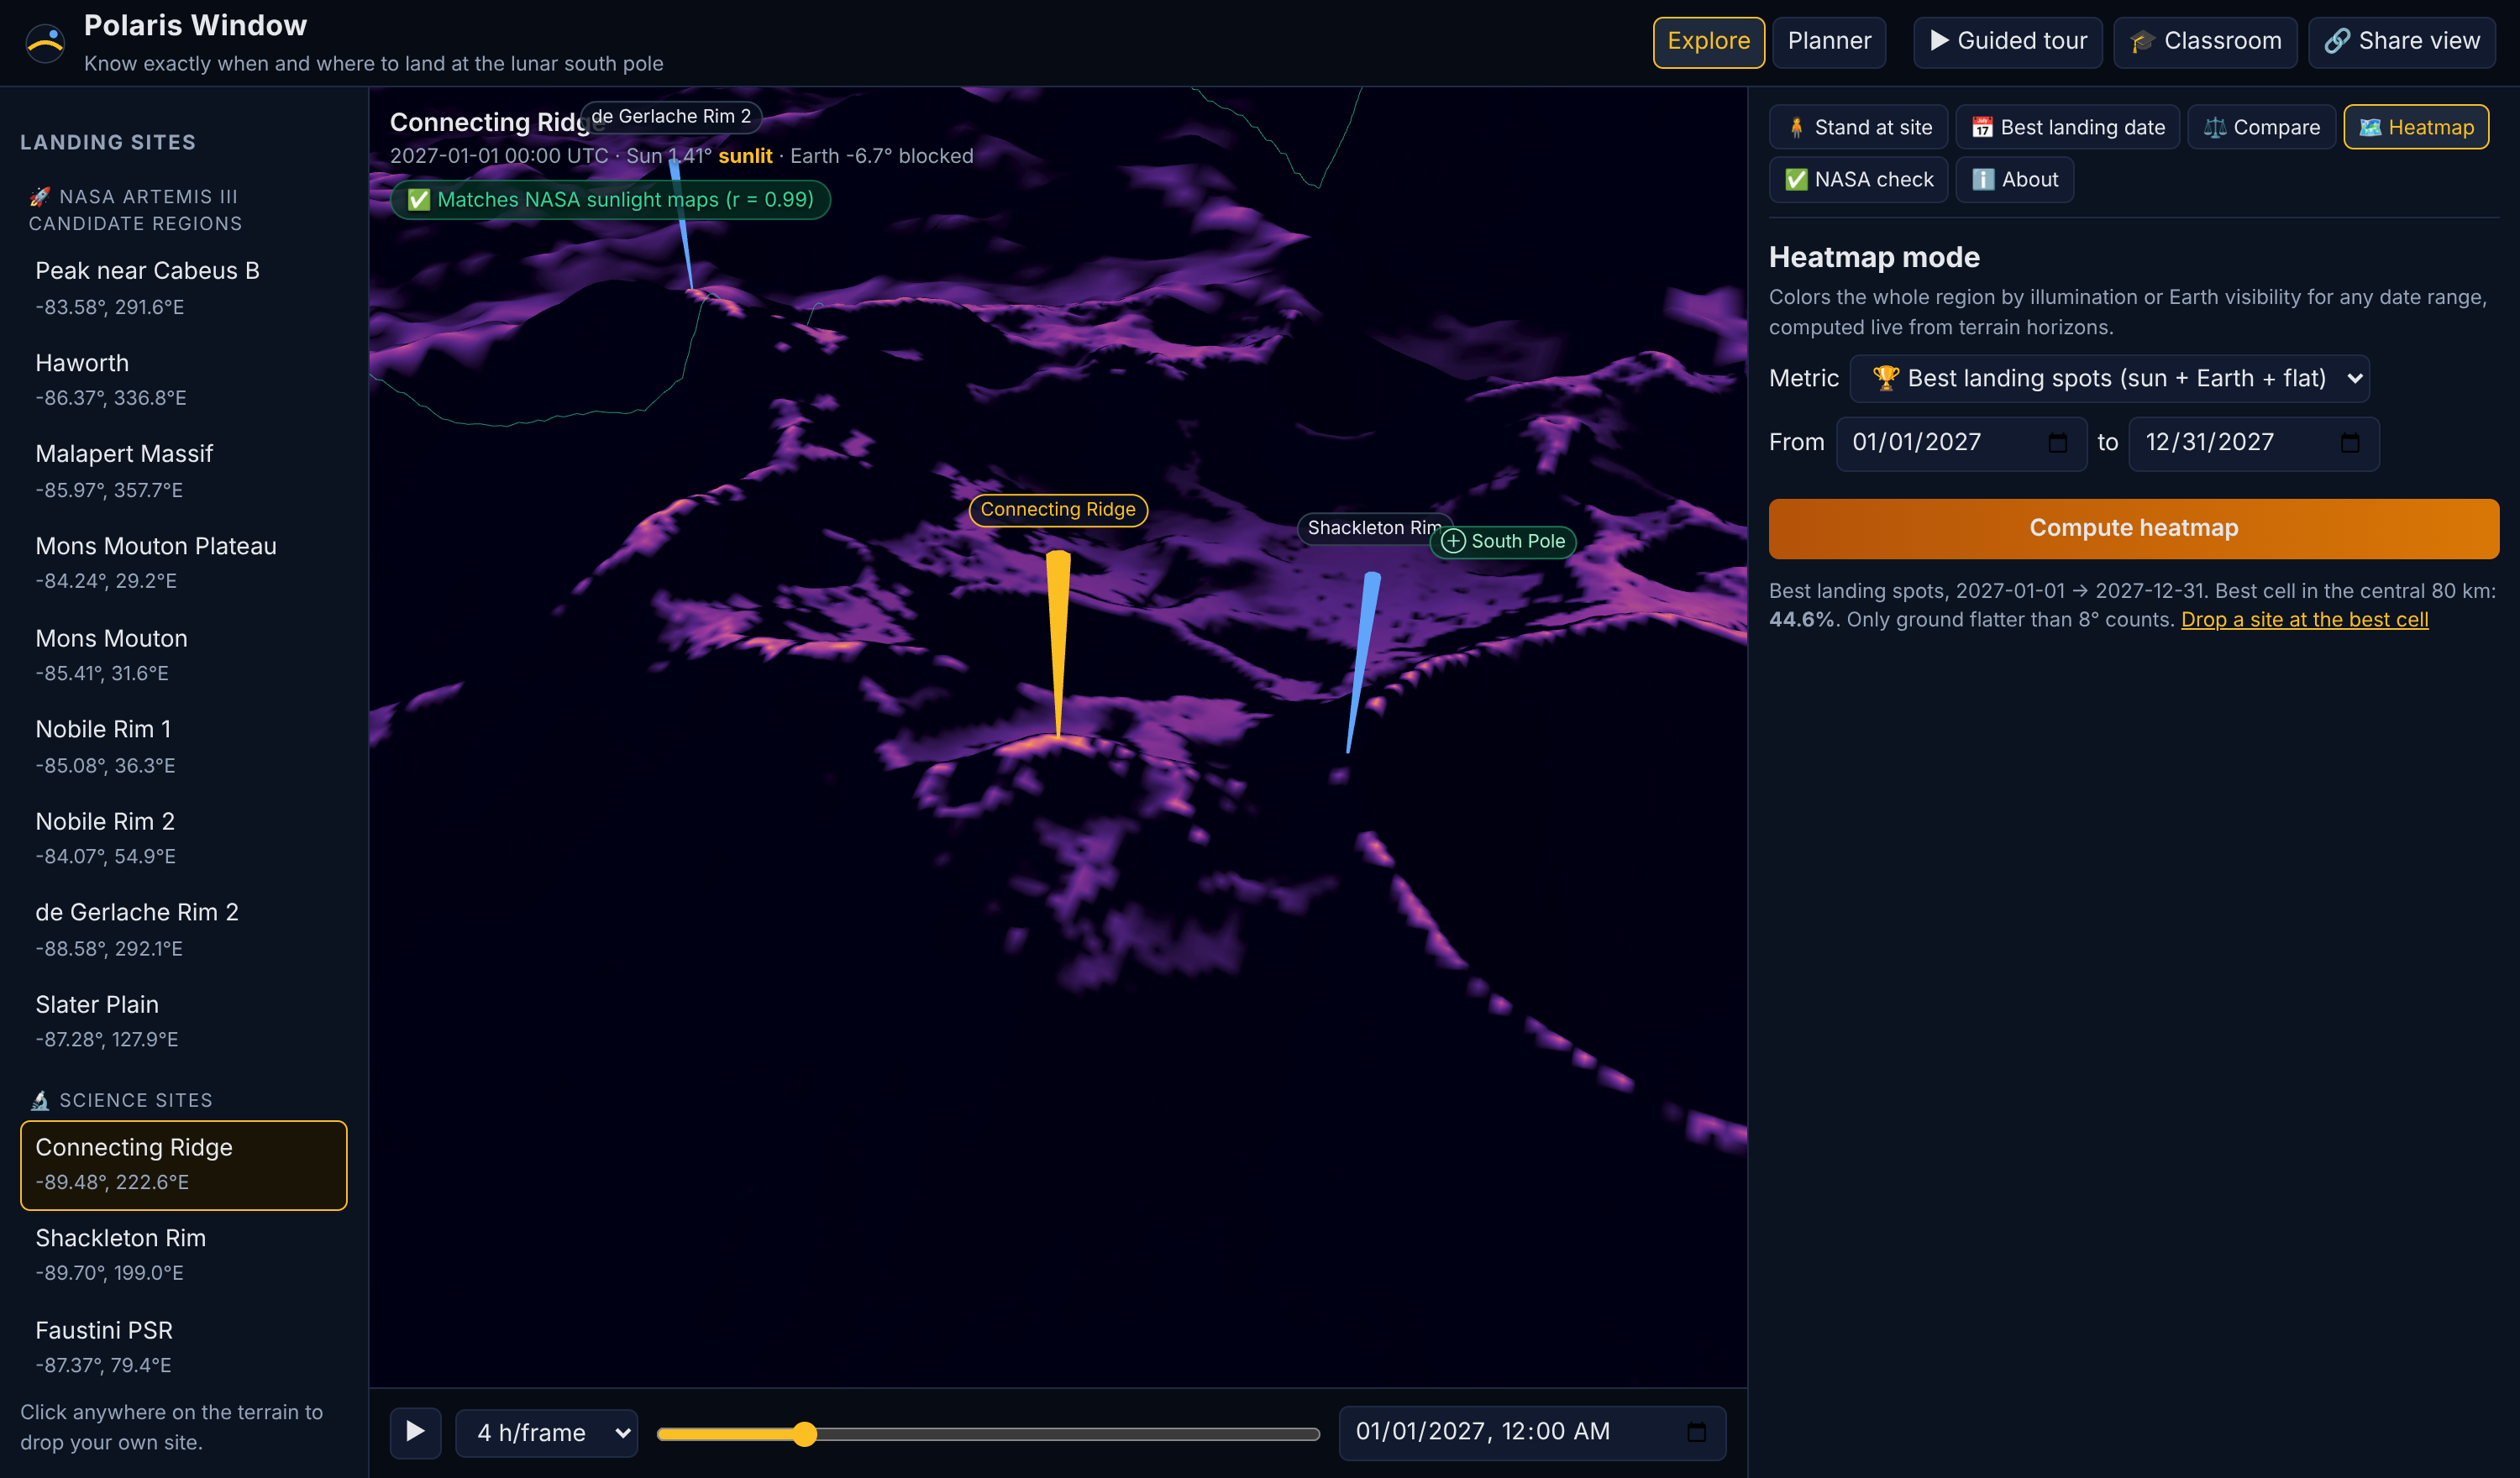 Polaris Window
Know exactly when and where to land at the lunar south pole
Explore
Planner
▶ Guided tour
🎓 Classroom
🔗 Share view
LANDING SITES
🚀 NASA ARTEMIS III
CANDIDATE REGIONS
Peak near Cabeus B
-83.58°, 291.6°E
Haworth
-86.37°, 336.8°E
Malapert Massif
-85.97°, 357.7°E
Mons Mouton Plateau
-84.24°, 29.2°E
Mons Mouton
-85.41°, 31.6°E
Nobile Rim 1
-85.08°, 36.3°E
Nobile Rim 2
-84.07°, 54.9°E
de Gerlache Rim 2
-88.58°, 292.1°E
Slater Plain
-87.28°, 127.9°E
🔬 SCIENCE SITES
Connecting Ridge
-89.48°, 222.6°E
Shackleton Rim
-89.70°, 199.0°E
Faustini PSR
-87.37°, 79.4°E
Click anywhere on the terrain to
drop your own site.
Connecting Ridge
de Gerlache Rim 2
2027-01-01 00:00 UTC · Sun 1.41° sunlit · Earth -6.7° blocked
✅ Matches NASA sunlight maps (r = 0.99)
Connecting Ridge
Shackleton Rim
South Pole
4 h/frame
01/01/2027, 12:00 AM
🧍 Stand at site
📅 Best landing date
⚖️ Compare
🗺️ Heatmap
✅ NASA check
ℹ️ About
Heatmap mode
Colors the whole region by illumination or Earth visibility for any date range,
computed live from terrain horizons.
Metric 🏆 Best landing spots (sun + Earth + flat)
From 01/01/2027 to 12/31/2027
Compute heatmap
Best landing spots, 2027-01-01 → 2027-12-31. Best cell in the central 80 km:
44.6%. Only ground flatter than 8° counts. Drop a site at the best cell